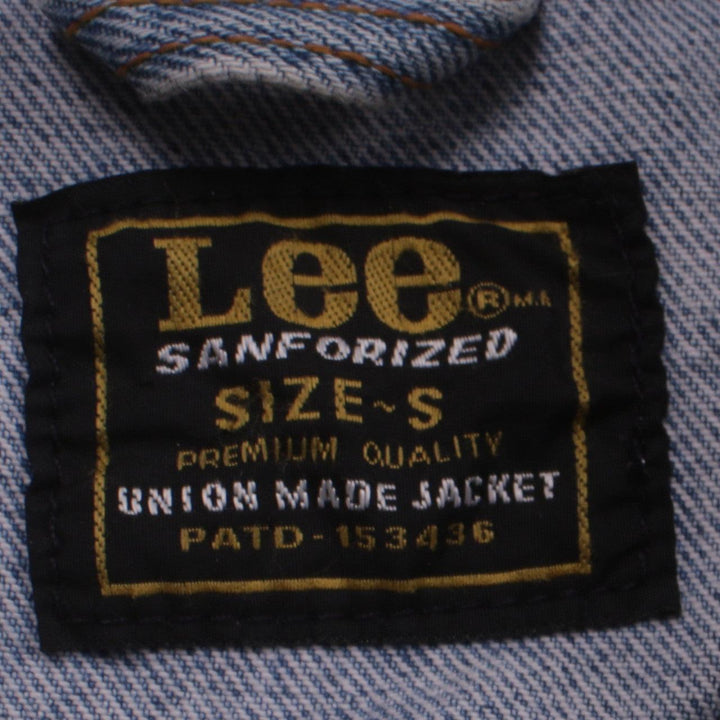 Lee ® M.R.
SANFORIZED
SIZE~S
PREMIUM QUALITY
UNION MADE JACKET
PATD-153436